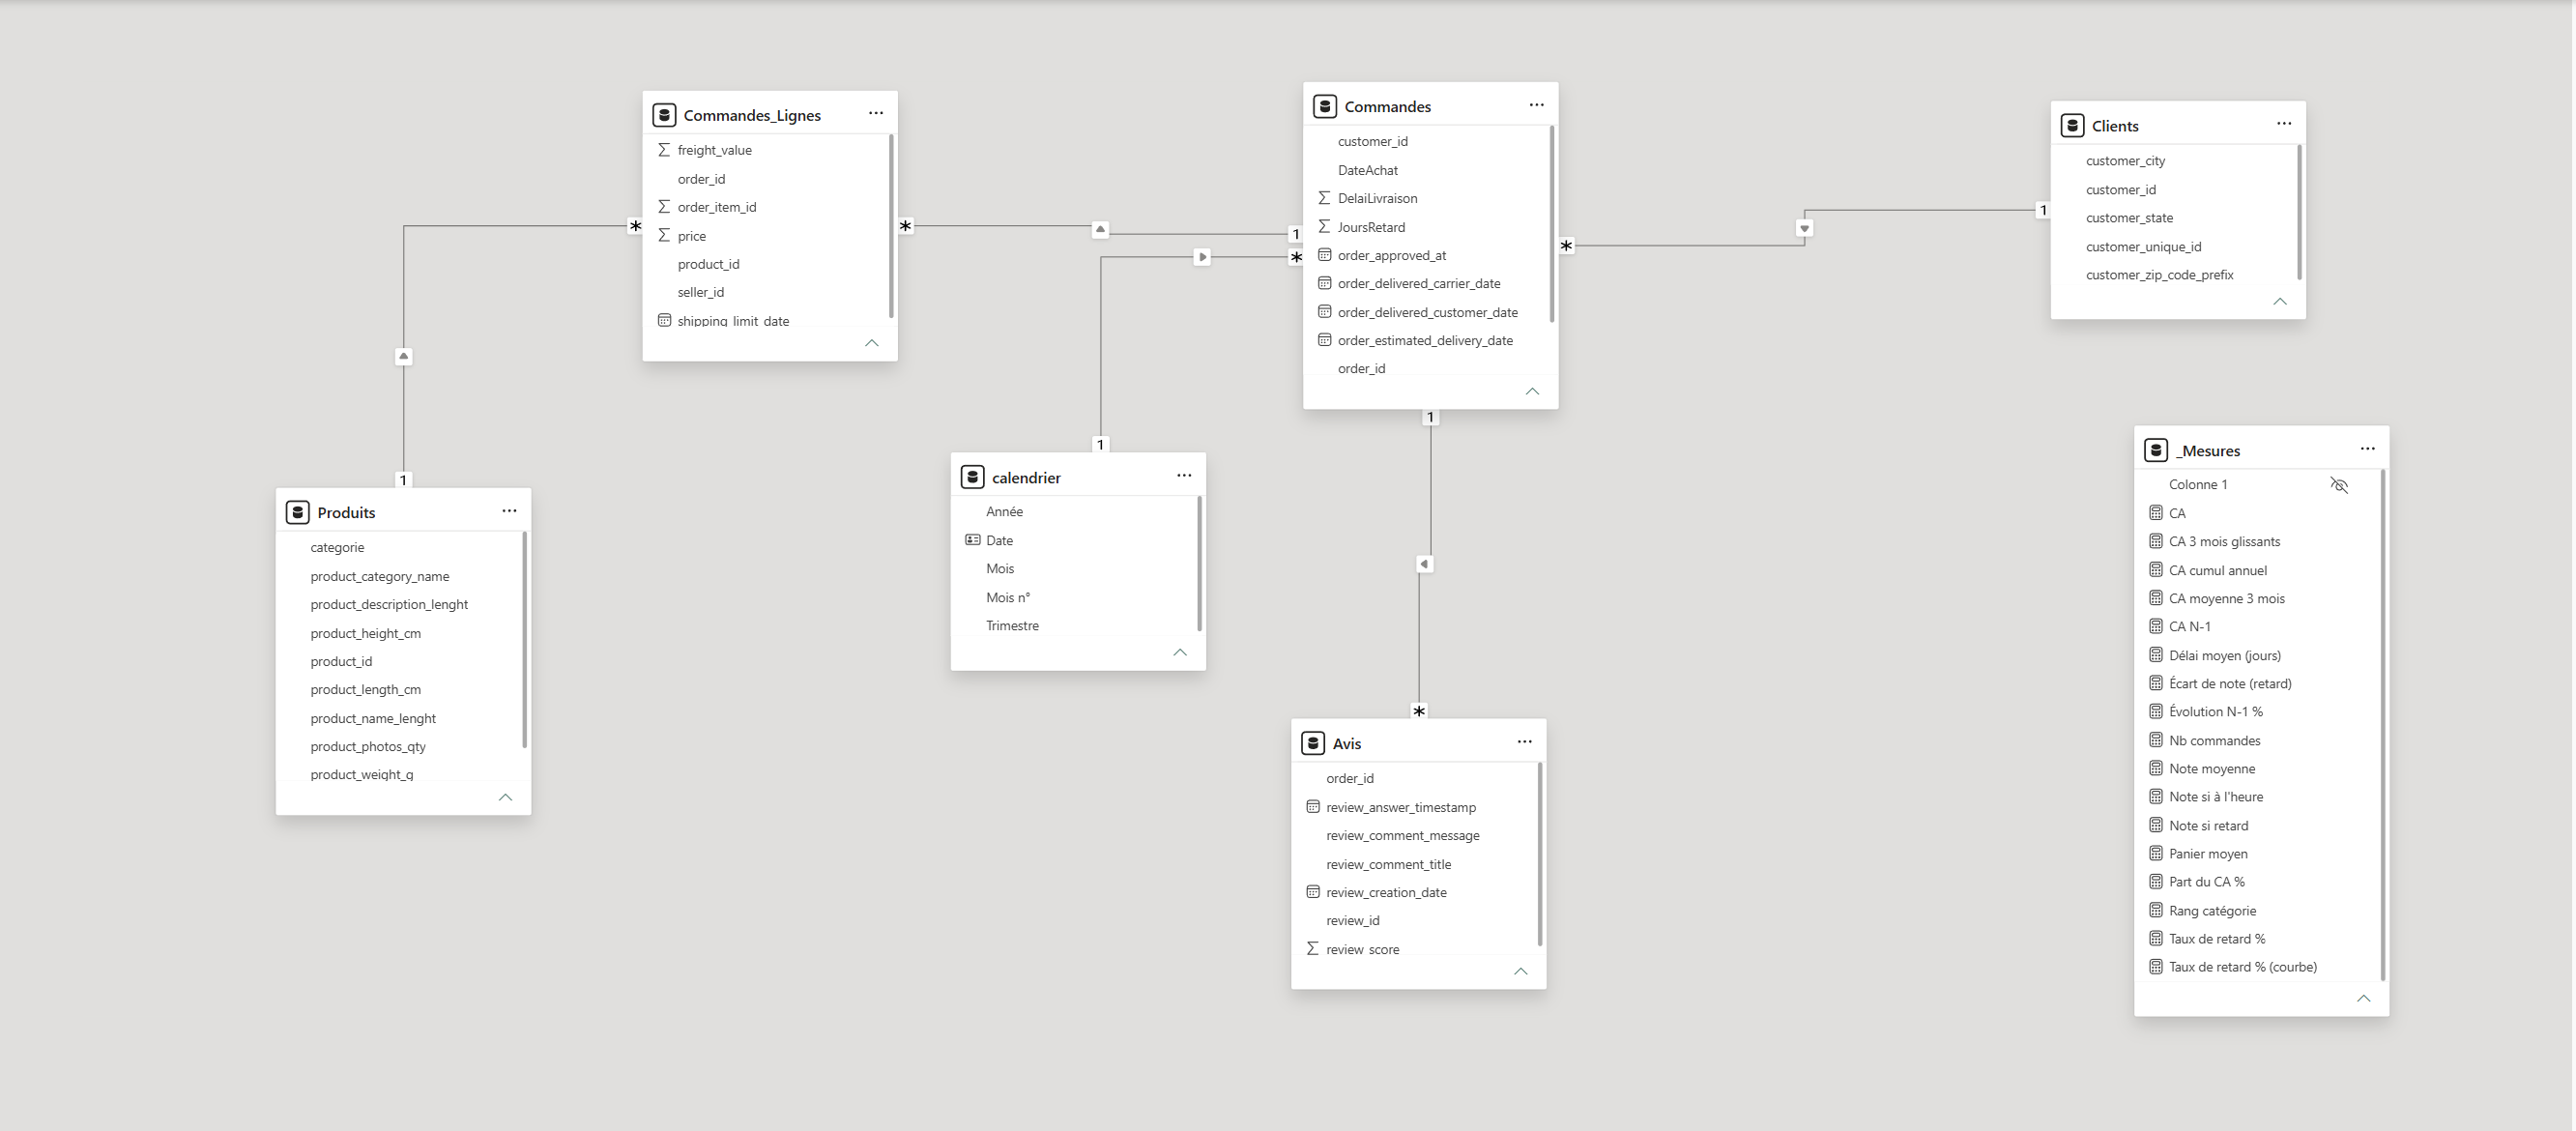 Commandes_Lignes
freight_value
order_id
order_item_id
price
product_id
seller_id
shipping_limit_date
Commandes
customer_id
DateAchat
DelaiLivraison
JoursRetard
order_approved_at
order_delivered_carrier_date
order_delivered_customer_date
order_estimated_delivery_date
order_id
Clients
customer_city
customer_id
customer_state
customer_unique_id
customer_zip_code_prefix
*
*
1
*
*
1
1
1
1
*
Produits
categorie
product_category_name
product_description_lenght
product_height_cm
product_id
product_length_cm
product_name_lenght
product_photos_qty
product_weight_g
calendrier
Année
Date
Mois
Mois n°
Trimestre
Avis
order_id
review_answer_timestamp
review_comment_message
review_comment_title
review_creation_date
review_id
review_score
_Mesures
Colonne 1
CA
CA 3 mois glissants
CA cumul annuel
CA moyenne 3 mois
CA N-1
Délai moyen (jours)
Écart de note (retard)
Évolution N-1 %
Nb commandes
Note moyenne
Note si à l'heure
Note si retard
Panier moyen
Part du CA %
Rang catégorie
Taux de retard %
Taux de retard % (courbe)